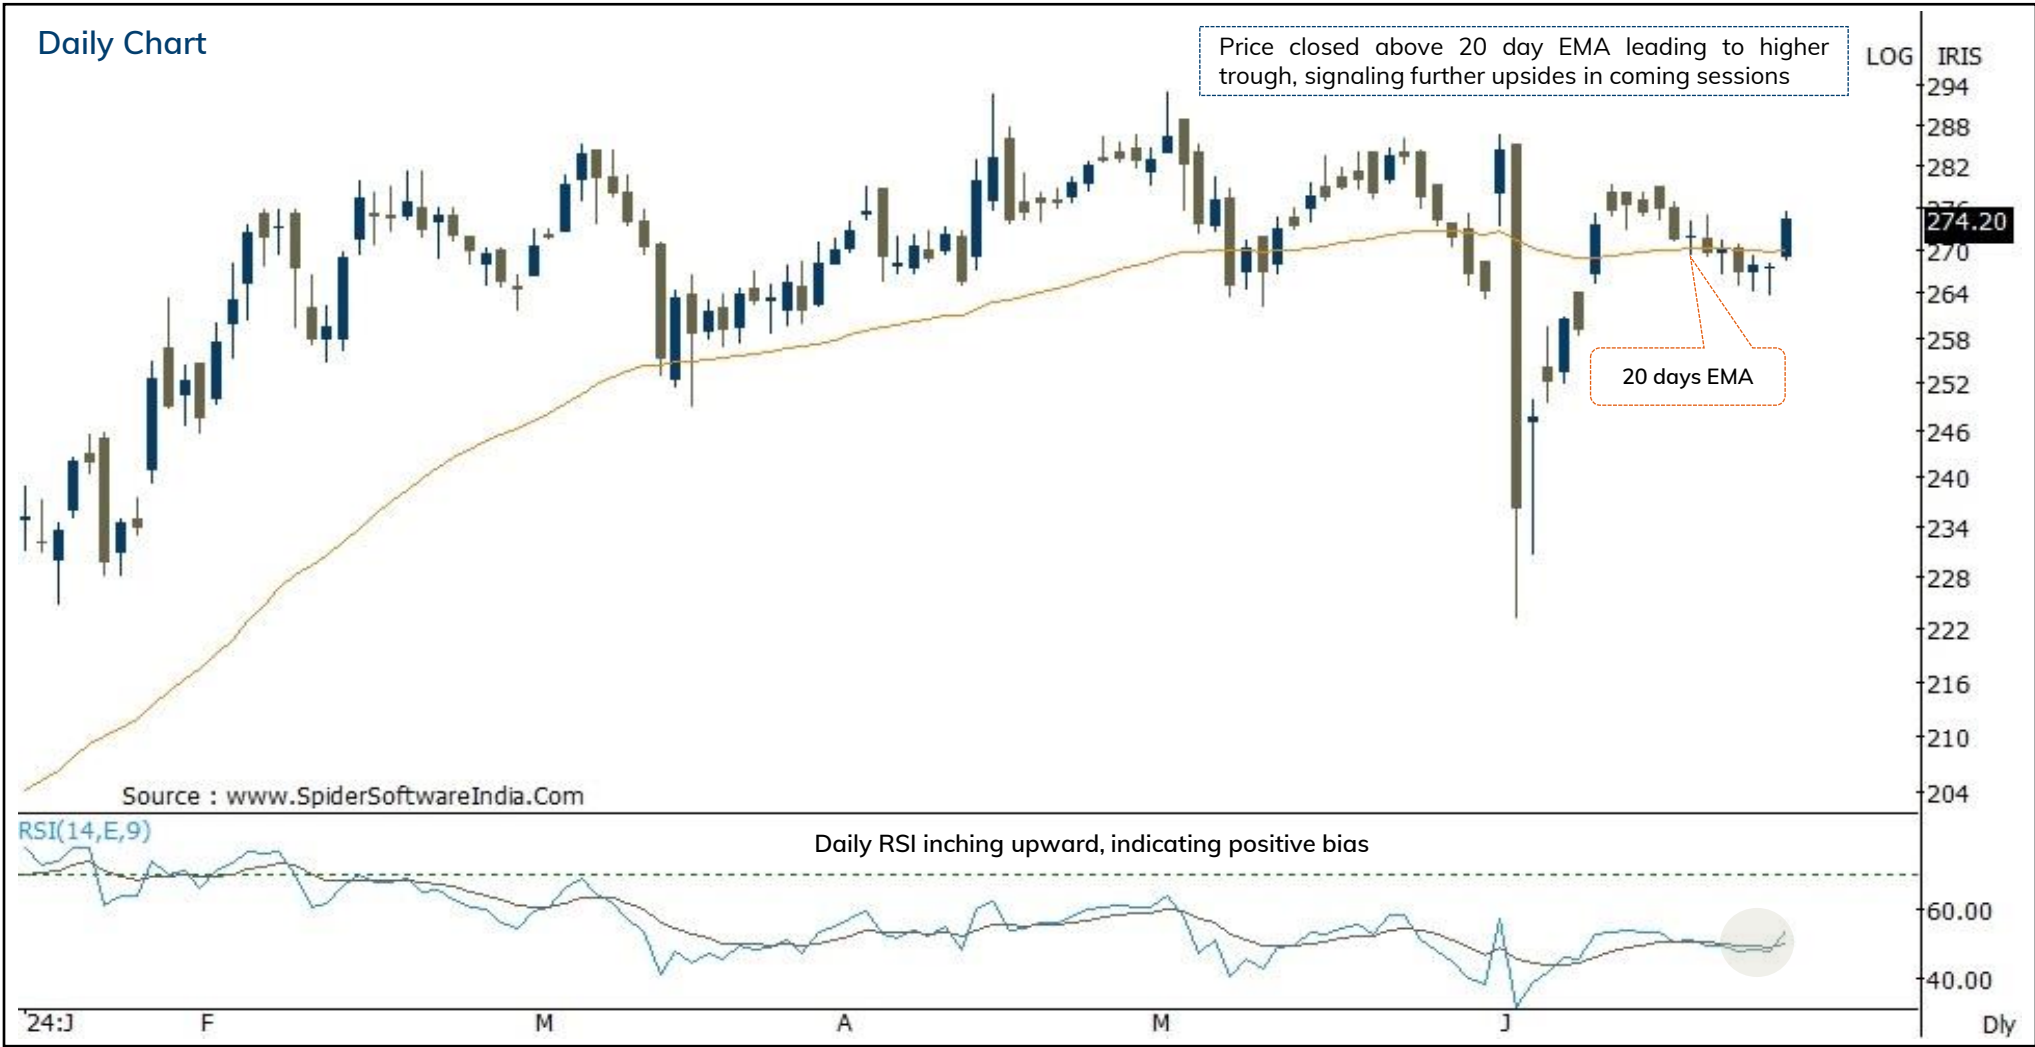 Daily Chart
Price closed above 20 day EMA leading to higher
trough, signaling further upsides in coming sessions
LOG
IRIS
294
288
282
276
274.20
270
264
258
252
246
240
234
228
222
216
210
204
20 days EMA
Source : www.SpiderSoftwareIndia.Com
RSI(14,E,9)
Daily RSI inching upward, indicating positive bias
60.00
40.00
'24:J F M A M J Dly